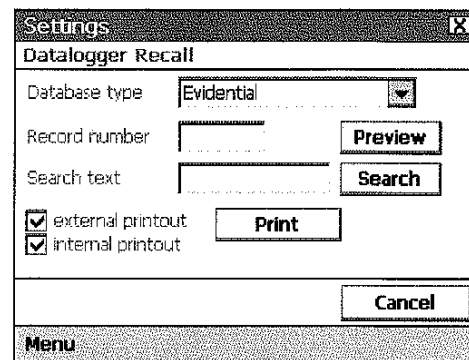 Settings X
Datalogger Recall
Database type Evidential
Record number Preview
Search text Search
external printout Print
internal printout
Cancel
Menu